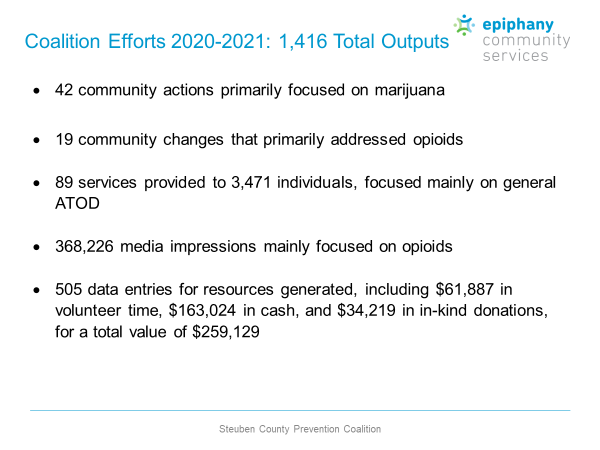 Coalition Efforts 2020-2021: 1,416 Total Outputs
epiphany
community
services
• 42 community actions primarily focused on marijuana
• 19 community changes that primarily addressed opioids
• 89 services provided to 3,471 individuals, focused mainly on general
ATOD
• 368,226 media impressions mainly focused on opioids
• 505 data entries for resources generated, including $61,887 in
volunteer time, $163,024 in cash, and $34,219 in in-kind donations,
for a total value of $259,129
Steuben County Prevention Coalition